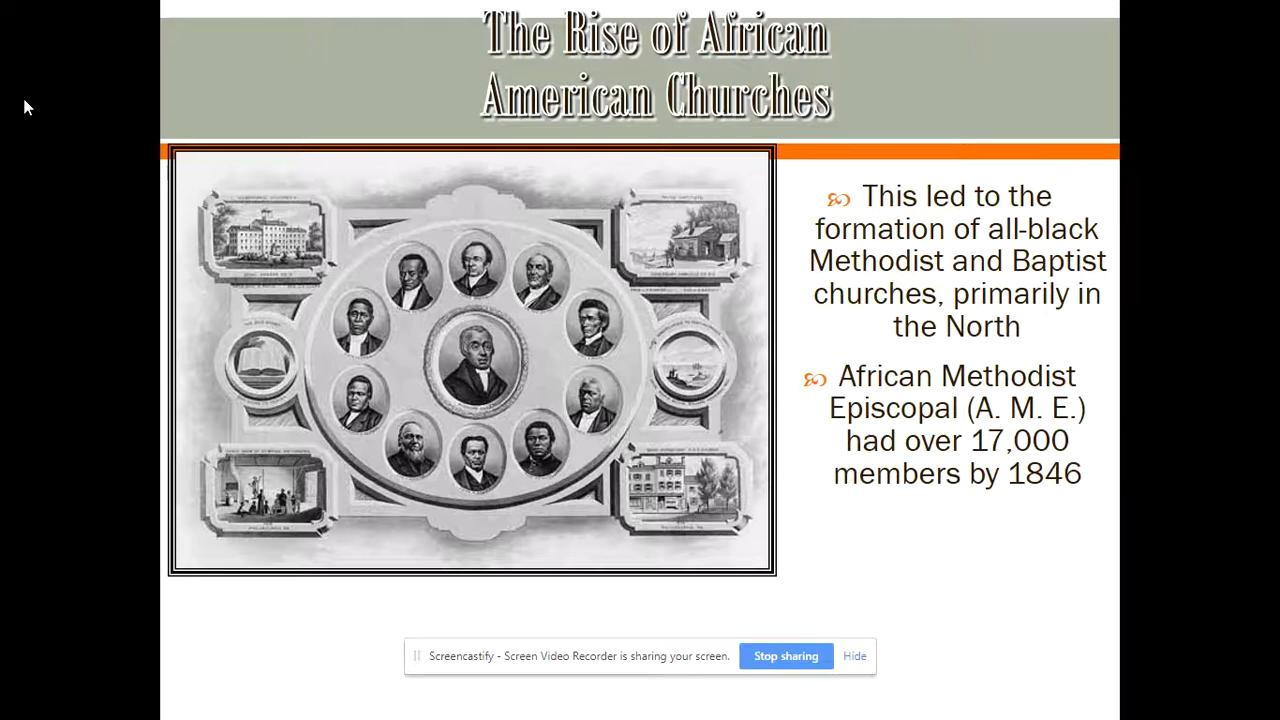 The Rise of African
American Churches
This led to the
formation of all-black
Methodist and Baptist
churches, primarily in
the North
African Methodist
Episcopal (A. M. E.)
had over 17,000
members by 1846
Screencastify - Screen Video Recorder is sharing your screen.
Stop sharing
Hide